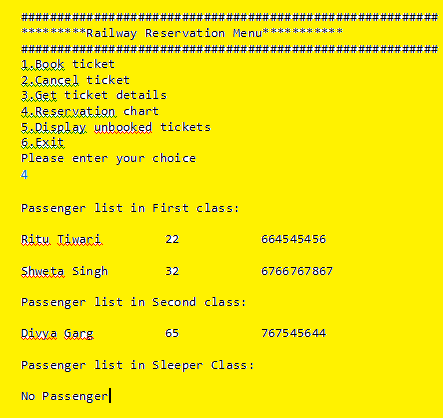 ####################################################
*********Railway Reservation Menu***********
####################################################
1.Book ticket
2.Cancel ticket
3.Get ticket details
4.Reservation chart
5.Display unbooked tickets
6.Exit
Please enter your choice
4
Passenger list in First class:
Ritu Tiwari 22 664545456
Shweta Singh 32 6766767867
Passenger list in Second class:
Divya Garg 65 767545644
Passenger list in Sleeper Class:
No Passenger